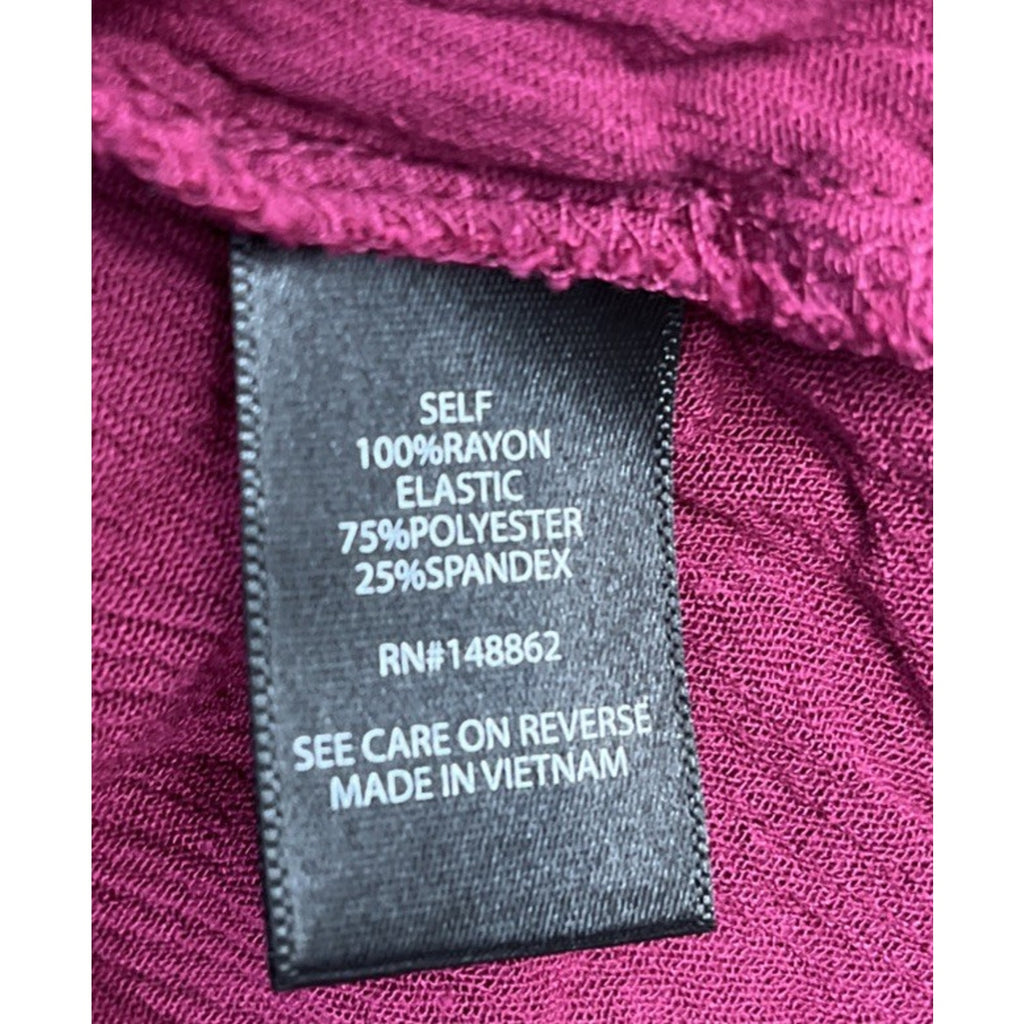 SELF
100%RAYON
ELASTIC
75%POLYESTER
25%SPANDEX
RN#148862
SEE CARE ON REVERSE
MADE IN VIETNAM